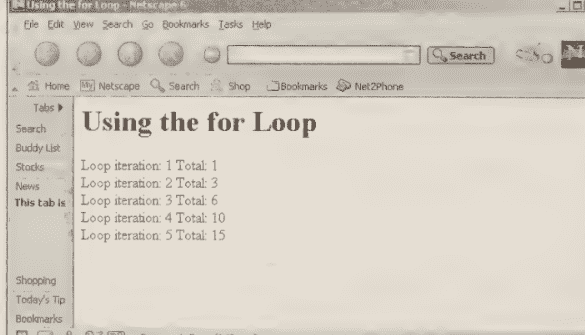 Using the for Loop - Netscape 6
File Edit View Search Go Bookmarks Tasks Help
Search
Home My Netscape Search Shop Bookmarks Net2Phone
Tabs
Search
Buddy List
Stocks
News
This tab is
Shopping
Today's Tip
Bookmarks
Using the for Loop
Loop iteration: 1 Total: 1
Loop iteration: 2 Total: 3
Loop iteration: 3 Total: 6
Loop iteration: 4 Total: 10
Loop iteration: 5 Total: 15